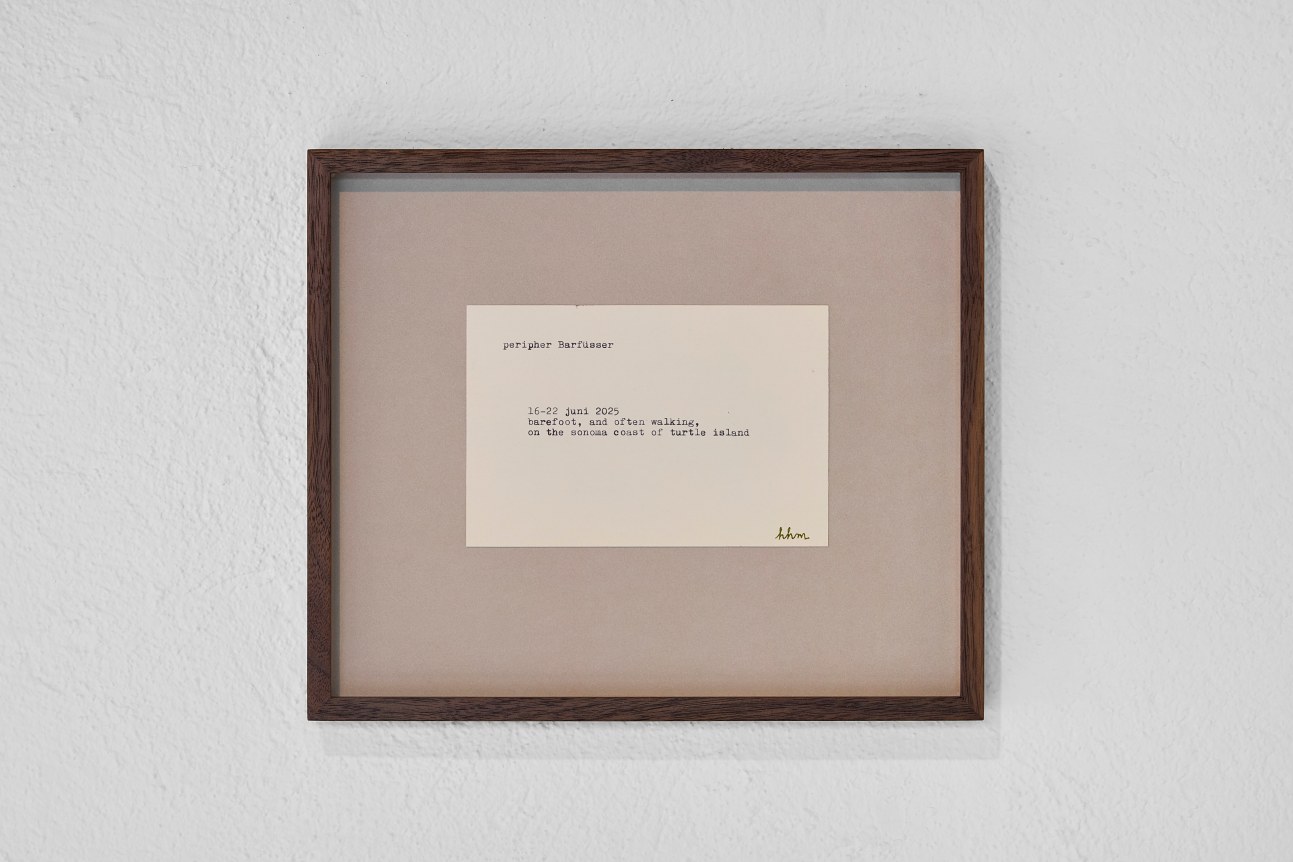 peripher Barfüsser
16-22 juni 2025
barefoot, and often walking,
on the sonoma coast of turtle island
hhm